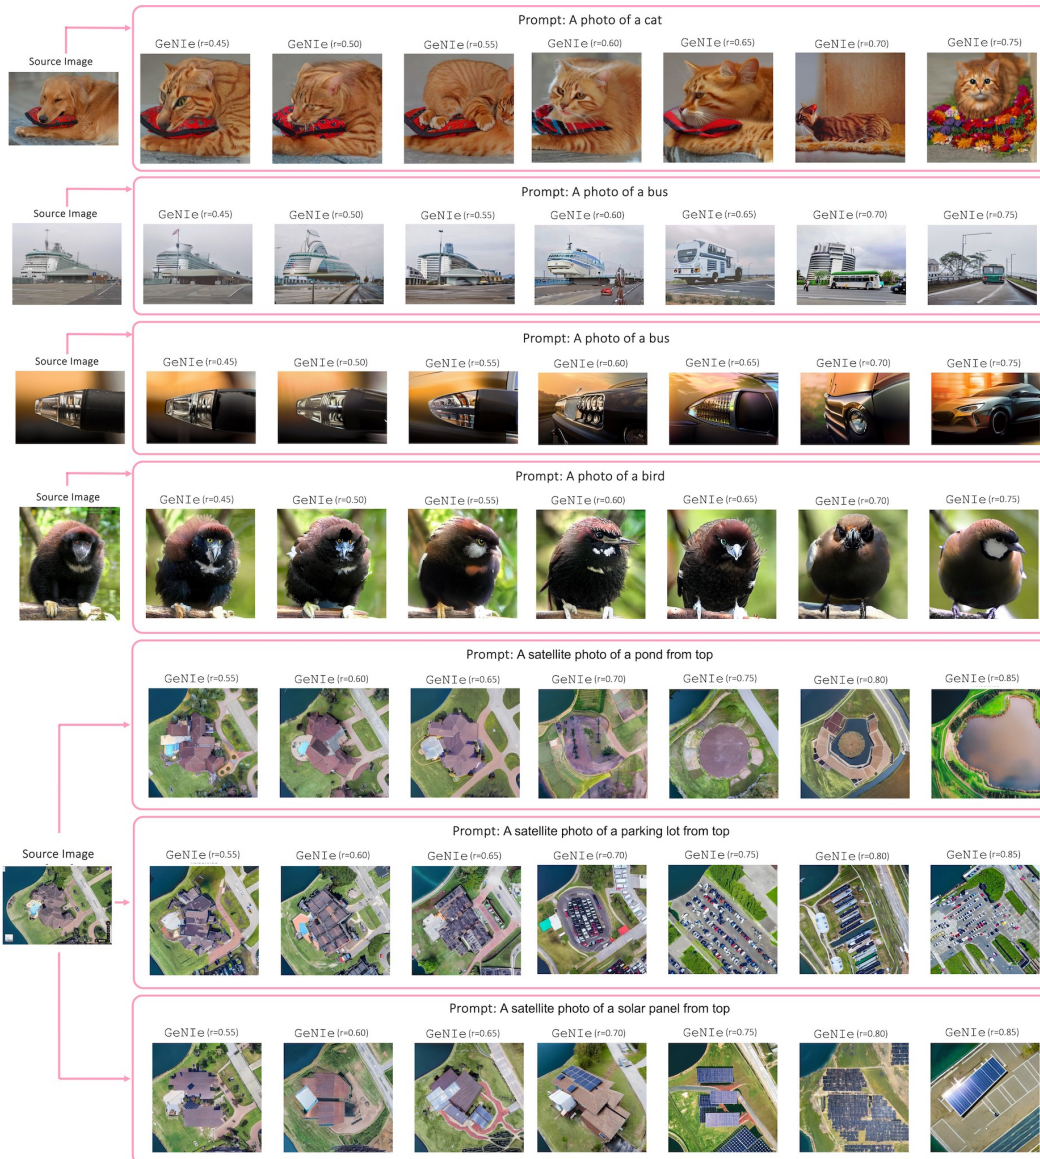 Prompt: A photo of a cat
GeNIe (r=0.45) GeNIe (r=0.50) GeNIe (r=0.55) GeNIe (r=0.60) GeNIe (r=0.65) GeNIe (r=0.70) GeNIe (r=0.75)
Source Image
Prompt: A photo of a bus
GeNIe (r=0.45) GeNIe (r=0.50) GeNIe (r=0.55) GeNIe (r=0.60) GeNIe (r=0.65) GeNIe (r=0.70) GeNIe (r=0.75)
Source Image
Prompt: A photo of a bus
GeNIe (r=0.45) GeNIe (r=0.50) GeNIe (r=0.55) GeNIe (r=0.60) GeNIe (r=0.65) GeNIe (r=0.70) GeNIe (r=0.75)
Source Image
Prompt: A photo of a bird
GeNIe (r=0.45) GeNIe (r=0.50) GeNIe (r=0.55) GeNIe (r=0.60) GeNIe (r=0.65) GeNIe (r=0.70) GeNIe (r=0.75)
Source Image
Prompt: A satellite photo of a pond from top
GeNIe (r=0.55) GeNIe (r=0.60) GeNIe (r=0.65) GeNIe (r=0.70) GeNIe (r=0.75) GeNIe (r=0.80) GeNIe (r=0.85)
Prompt: A satellite photo of a parking lot from top
Source Image
GeNIe (r=0.55) GeNIe (r=0.60) GeNIe (r=0.65) GeNIe (r=0.70) GeNIe (r=0.75) GeNIe (r=0.80) GeNIe (r=0.85)
Prompt: A satellite photo of a solar panel from top
GeNIe (r=0.55) GeNIe (r=0.60) GeNIe (r=0.65) GeNIe (r=0.70) GeNIe (r=0.75) GeNIe (r=0.80) GeNIe (r=0.85)